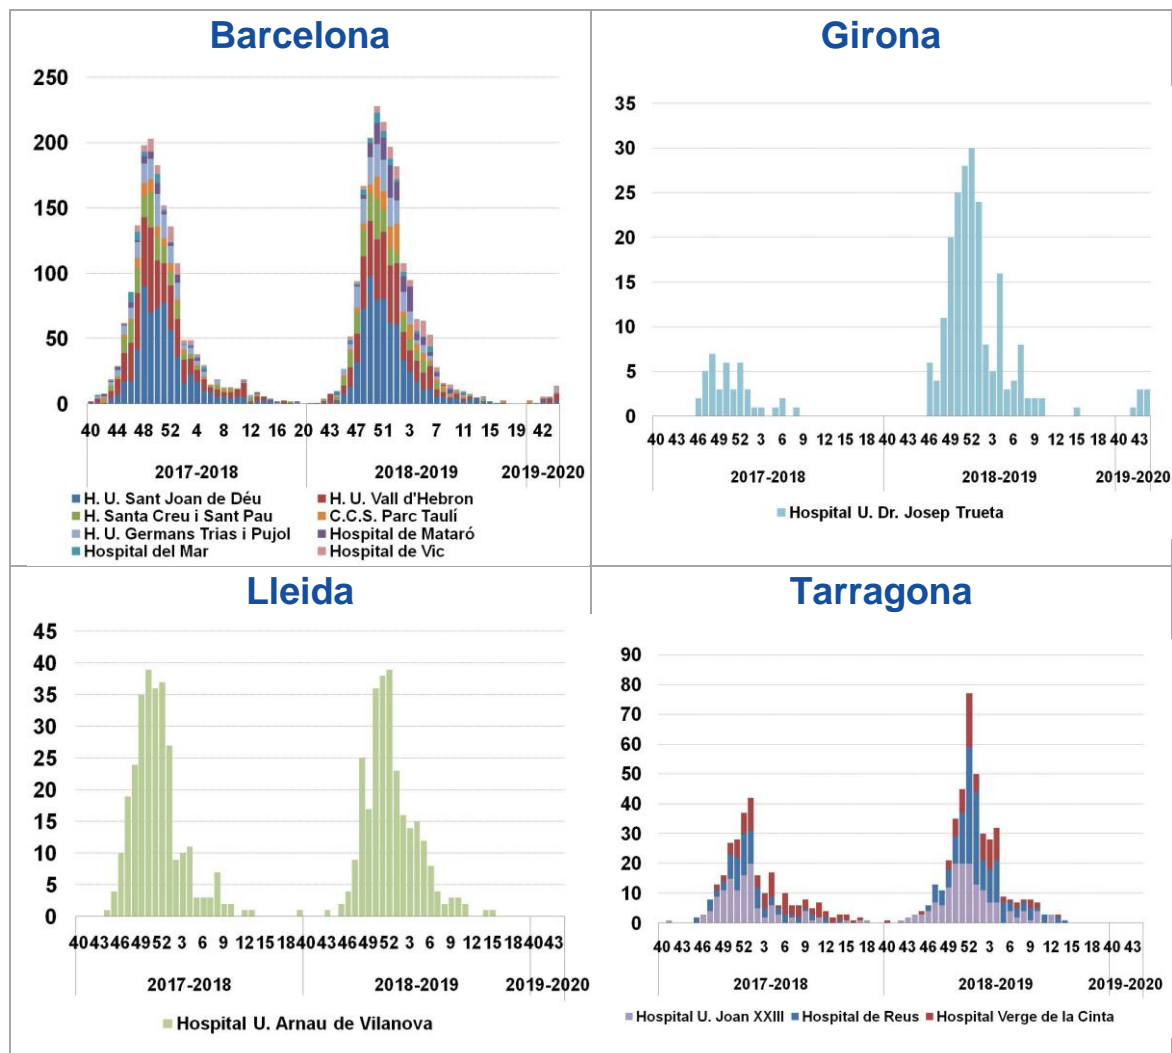 Barcelona
250
200
150
100
50
0
40 44 48 52 4 8 12 16 20 43 47 51 3 7 11 15 19 42
2017-2018 2018-2019 2019-2020
H. U. Sant Joan de Déu H. U. Vall d'Hebron
H. Santa Creu i Sant Pau C.C.S. Parc Taulí
H. U. Germans Trias i Pujol Hospital de Mataró
Hospital del Mar Hospital de Vic
Girona
35
30
25
20
15
10
5
0
40 43 46 49 52 3 6 9 12 15 18 40 43 46 49 52 3 6 9 12 15 18 40 43
2017-2018 2018-2019 2019-2020
Hospital U. Dr. Josep Trueta
Lleida
45
40
35
30
25
20
15
10
5
0
40 43 46 49 52 3 6 9 12 15 18 40 43 46 49 52 3 6 9 12 15 18 40 43
2017-2018 2018-2019 2019-2020
Hospital U. Arnau de Vilanova
Tarragona
90
80
70
60
50
40
30
20
10
0
40 43 46 49 52 3 6 9 12 15 18 40 43 46 49 52 3 6 9 12 15 18 40 43
2017-2018 2018-2019 2019-2020
Hospital U. Joan XXIII Hospital de Reus Hospital Verge de la Cinta